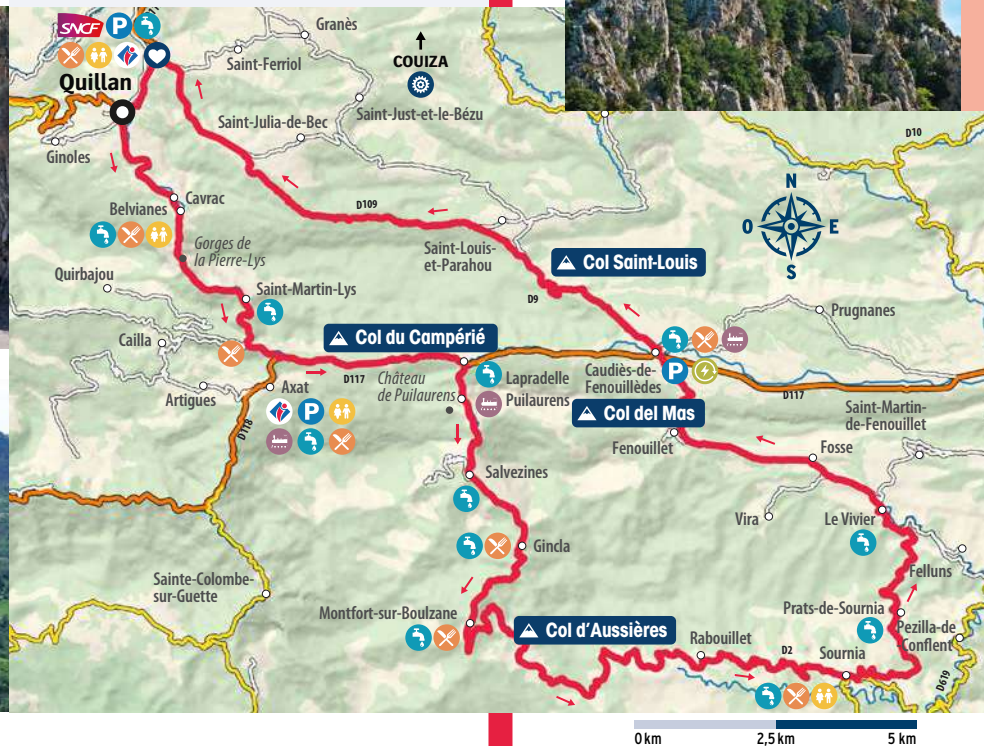 SNCF
P
Quillan
Granès
Saint-Ferriol
COUIZA
Saint-Just-et-le-Bézu
Saint-Julia-de-Bec
Ginoles
D10
N
O
E
S
Cavrac
Belvianes
D109
Gorges de
la Pierre-Lys
Saint-Louis-
et-Parahou
Col Saint-Louis
Quirbajou
Saint-Martin-Lys
D9
Prugnanes
Cailla
Col du Campérié
Artigues
Axat
P
D117
Château
de Puilaurens
Lapradelle
Puilaurens
Caudiès-de-
Fenouillèdes
P
D117
Col del Mas
Saint-Martin-
de-Fenouillet
D118
Fenouillet
Fosse
Salvezines
Vira
Le Vivier
Gincla
Felluns
Sainte-Colombe-
sur-Guette
Montfort-sur-Boulzane
Prats-de-Sournia
Pezilla-de-
Conflent
Col d'Aussières
Rabouillet
D2
Sournia
D619
0 km
2,5 km
5 km